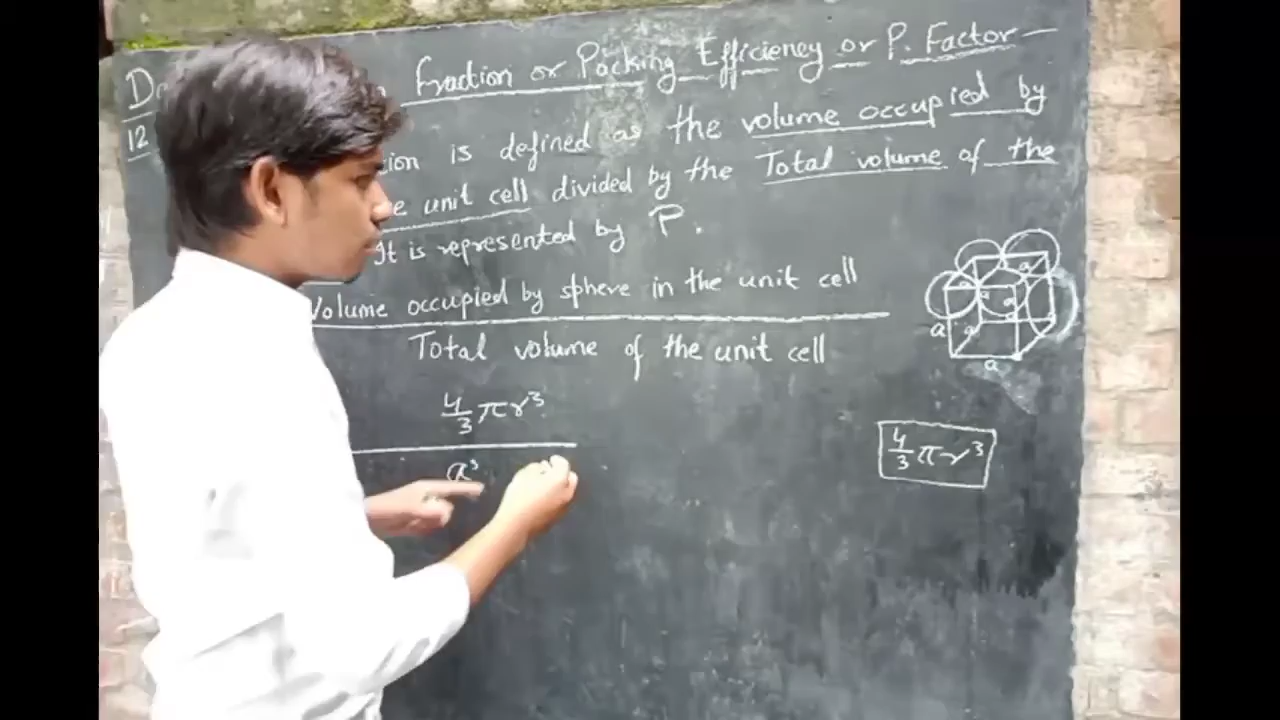 D Fraction or Packing Efficiency or P. Factor —
12 is defined as the volume occupied by
unit cell divided by the Total volume of the
It is represented by P.
Volume occupied by sphere in the unit cell
Total volume of the unit cell
4/3 πr³
a³
a a a a
a a
a
4/3 πr³